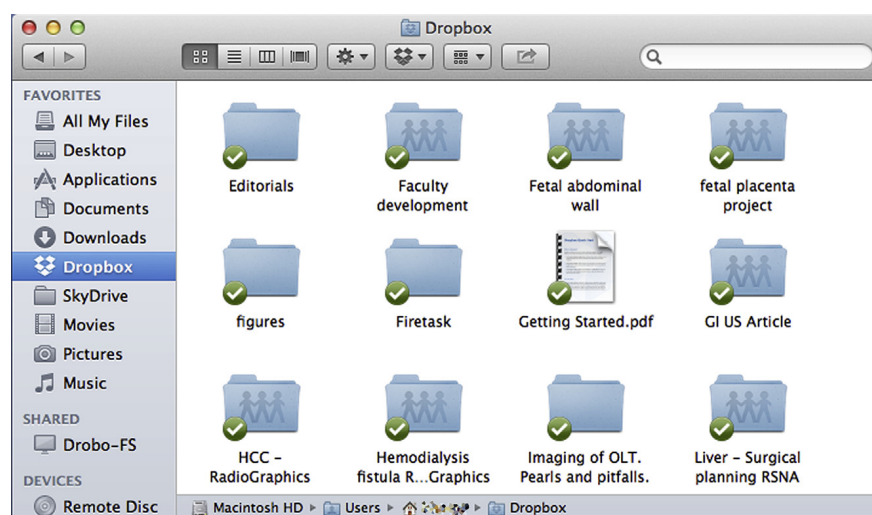 Dropbox
FAVORITES
All My Files
Desktop
Applications
Documents
Downloads
Dropbox
SkyDrive
Movies
Pictures
Music
SHARED
Drobo-FS
DEVICES
Remote Disc
Editorials
Faculty
development
Fetal abdominal
wall
fetal placenta
project
figures
Firetask
Getting Started.pdf
GI US Article
HCC –
RadioGraphics
Hemodialysis
fistula R...Graphics
Imaging of OLT.
Pearls and pitfalls.
Liver – Surgical
planning RSNA
Macintosh HD ▸ Users ▸ ▸ Dropbox